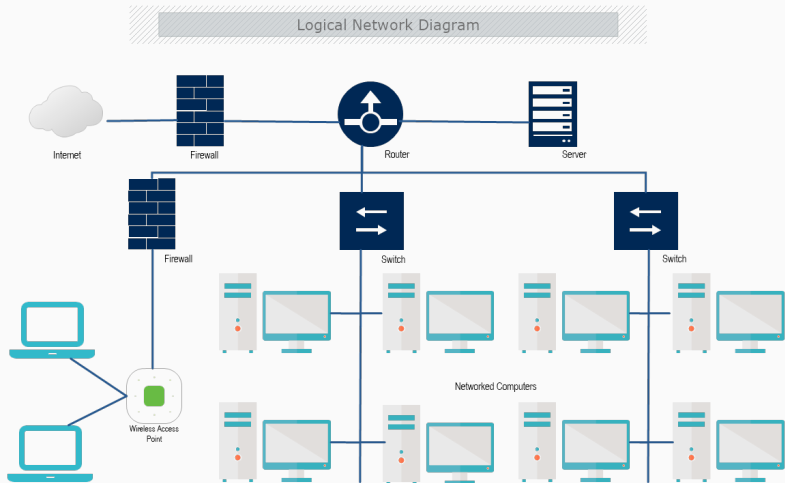 Logical Network Diagram
Internet
Firewall
Router
Server
Firewall
Switch
Switch
Networked Computers
Wireless Access
Point